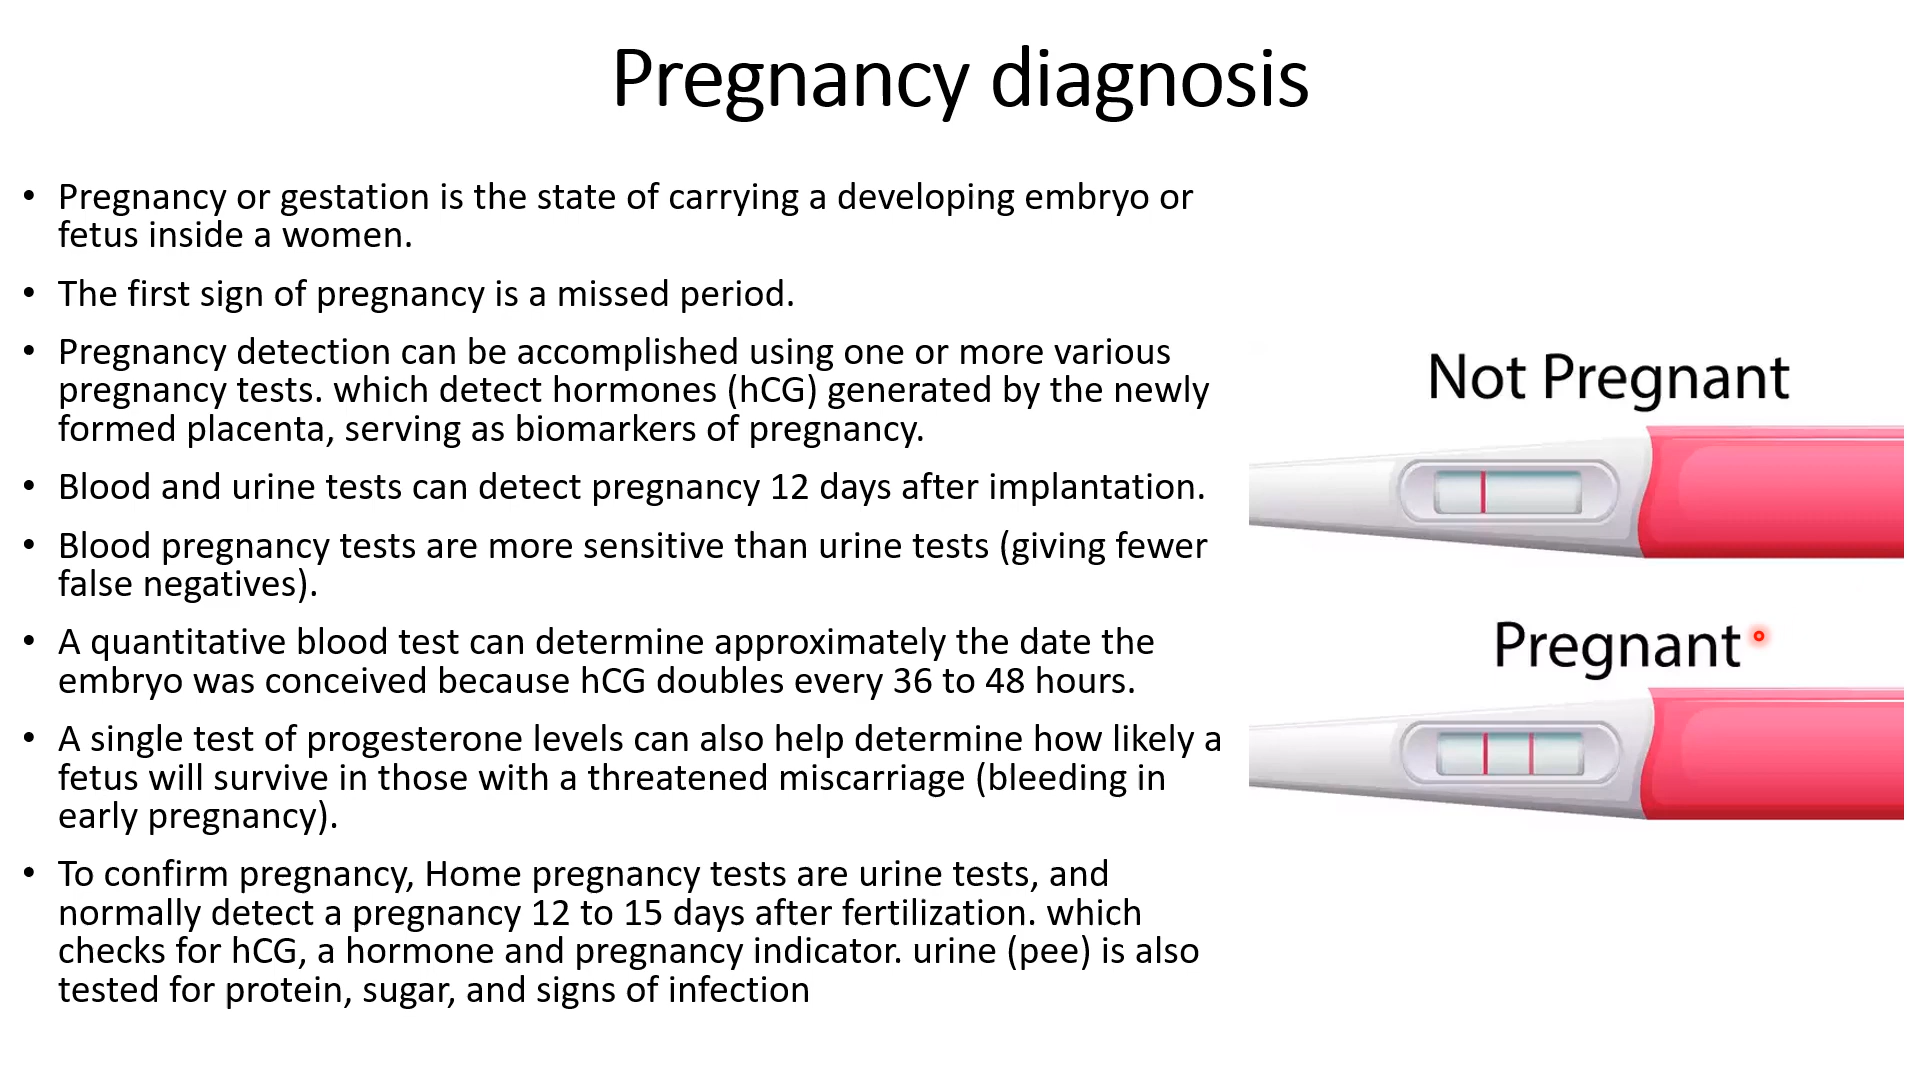 Pregnancy diagnosis
• Pregnancy or gestation is the state of carrying a developing embryo or
fetus inside a women.
• The first sign of pregnancy is a missed period.
• Pregnancy detection can be accomplished using one or more various
pregnancy tests. which detect hormones (hCG) generated by the newly
formed placenta, serving as biomarkers of pregnancy.
• Blood and urine tests can detect pregnancy 12 days after implantation.
• Blood pregnancy tests are more sensitive than urine tests (giving fewer
false negatives).
• A quantitative blood test can determine approximately the date the
embryo was conceived because hCG doubles every 36 to 48 hours.
• A single test of progesterone levels can also help determine how likely a
fetus will survive in those with a threatened miscarriage (bleeding in
early pregnancy).
• To confirm pregnancy, Home pregnancy tests are urine tests, and
normally detect a pregnancy 12 to 15 days after fertilization. which
checks for hCG, a hormone and pregnancy indicator. urine (pee) is also
tested for protein, sugar, and signs of infection
Not Pregnant
Pregnant